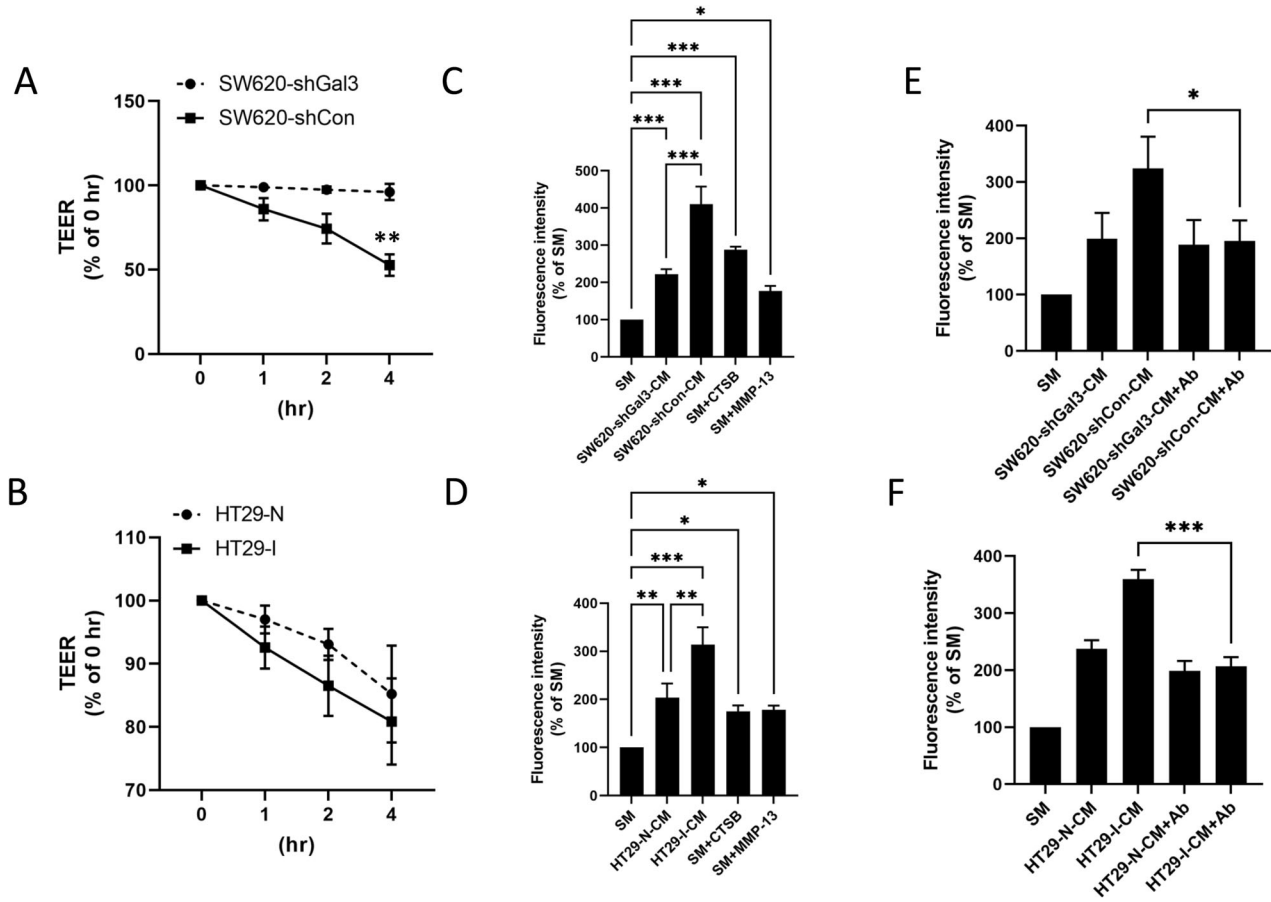 A
SW620-shGal3
SW620-shCon
TEER
(% of 0 hr)
150
100
50
0
**
0 1 2 4
(hr)
B
HT29-N
HT29-I
TEER
(% of 0 hr)
110
100
90
80
70
0 1 2 4
(hr)
C
*
***
***
***
***
Fluorescence intensity
(% of SM)
500
400
300
200
100
0
SM
SW620-shGal3-CM
SW620-shCon-CM
SM+CTSB
SM+MMP-13
D
*
*
***
**
**
Fluorescence intensity
(% of SM)
400
300
200
100
0
SM
HT29-N-CM
HT29-I-CM
SM+CTSB
SM+MMP-13
E
*
Fluorescence intensity
(% of SM)
400
300
200
100
0
SM
SW620-shGal3-CM
SW620-shCon-CM
SW620-shGal3-CM+Ab
SW620-shCon-CM+Ab
F
***
Fluorescence intensity
(% of SM)
400
300
200
100
0
SM
HT29-N-CM
HT29-I-CM
HT29-N-CM+Ab
HT29-I-CM+Ab